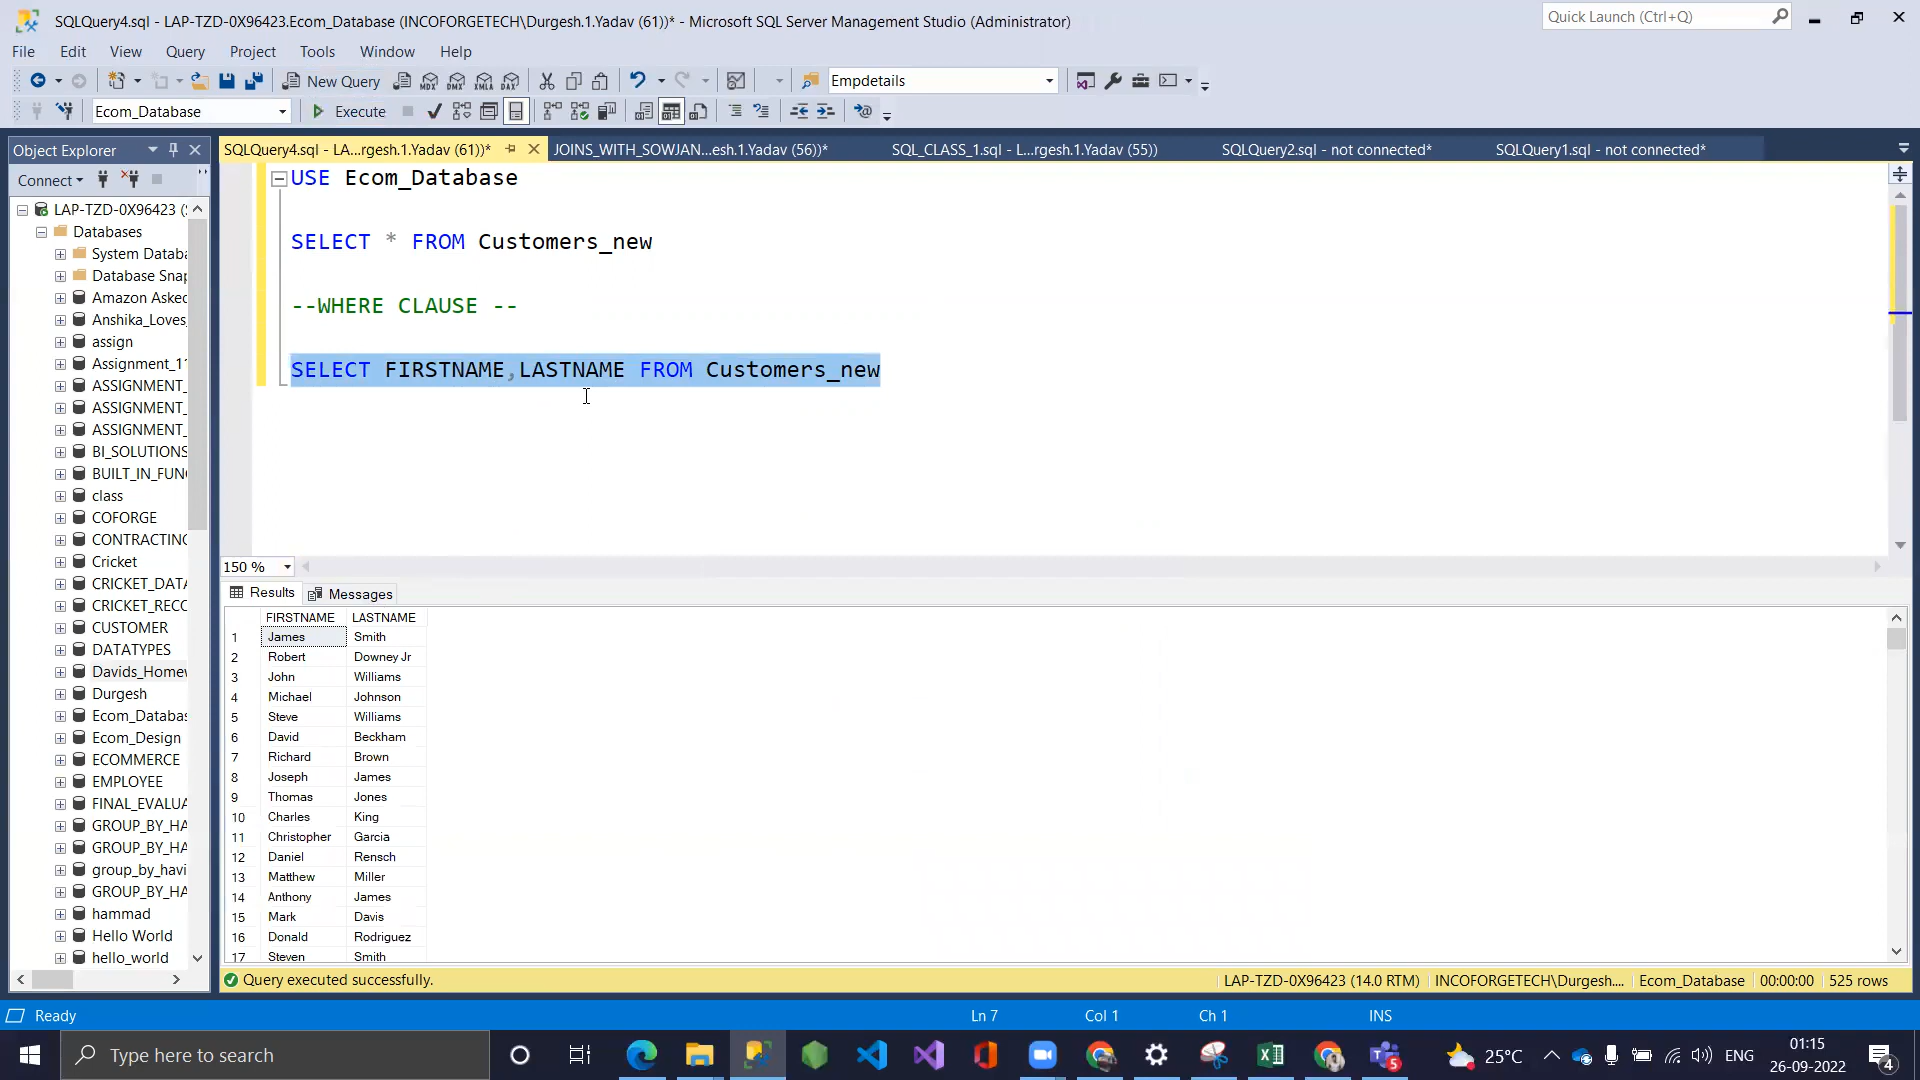 SQLQuery4.sql - LAP-TZD-0X96423.Ecom_Database (INCOFORGETECH\Durgesh.1.Yadav (61))* - Microsoft SQL Server Management Studio (Administrator)
Quick Launch (Ctrl+Q)
File Edit View Query Project Tools Window Help
New Query
Empdetails
Ecom_Database
Execute
Object Explorer
SQLQuery4.sql - LA...rgesh.1.Yadav (61))* JOINS_WITH_SOWJAN...esh.1.Yadav (56))* SQL_CLASS_1.sql - L...rgesh.1.Yadav (55)) SQLQuery2.sql - not connected* SQLQuery1.sql - not connected*
Connect
LAP-TZD-0X96423 (
Databases
System Databa
Database Snap
Amazon Asked
Anshika_Loves_
assign
Assignment_11
ASSIGNMENT_
ASSIGNMENT_
ASSIGNMENT_
BI_SOLUTIONS
BUILT_IN_FUN
class
COFORGE
CONTRACTING
Cricket
CRICKET_DATA
CRICKET_RECO
CUSTOMER
DATATYPES
Davids_Homew
Durgesh
Ecom_Databas
Ecom_Design
ECOMMERCE
EMPLOYEE
FINAL_EVALUA
GROUP_BY_HA
GROUP_BY_HA
group_by_havi
GROUP_BY_HA
hammad
Hello World
hello_world
USE Ecom_Database
SELECT * FROM Customers_new
--WHERE CLAUSE --
SELECT FIRSTNAME,LASTNAME FROM Customers_new
150 %
Results Messages
FIRSTNAME LASTNAME
1 James Smith
2 Robert Downey Jr
3 John Williams
4 Michael Johnson
5 Steve Williams
6 David Beckham
7 Richard Brown
8 Joseph James
9 Thomas Jones
10 Charles King
11 Christopher Garcia
12 Daniel Rensch
13 Matthew Miller
14 Anthony James
15 Mark Davis
16 Donald Rodriguez
17 Steven Smith
Query executed successfully.
LAP-TZD-0X96423 (14.0 RTM) INCOFORGETECH\Durgesh.... Ecom_Database 00:00:00 525 rows
Ready
Ln 7 Col 1 Ch 1 INS
Type here to search
25°C
ENG
01:15
26-09-2022
4